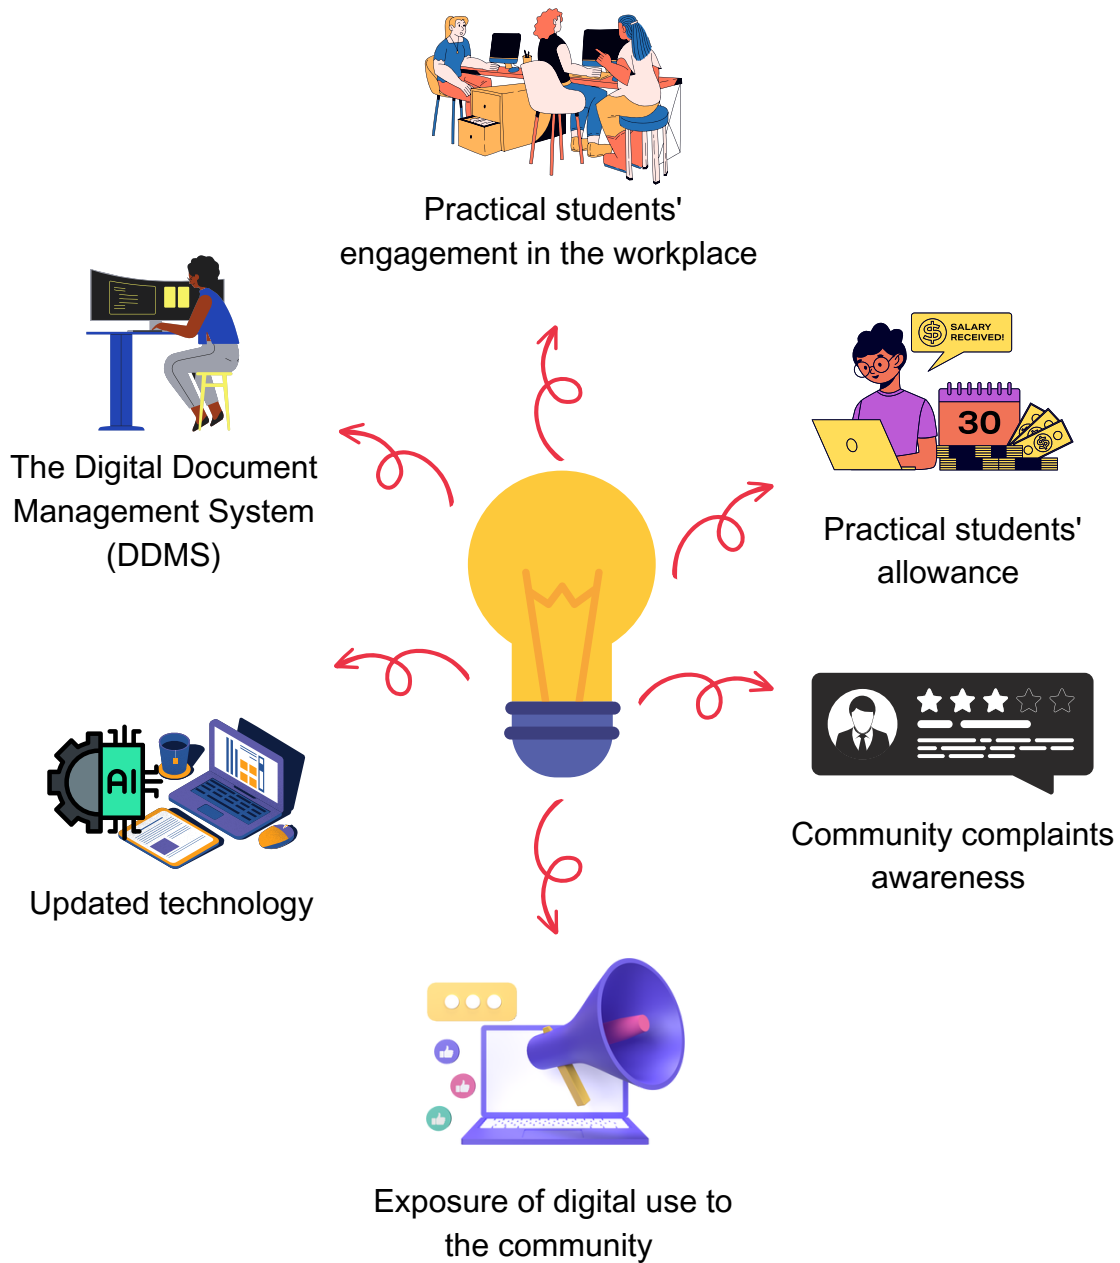 Practical students'
engagement in the workplace
The Digital Document
Management System
(DDMS)
SALARY
RECEIVED!
30
Practical students'
allowance
AI
Updated technology
Community complaints
awareness
Exposure of digital use to
the community